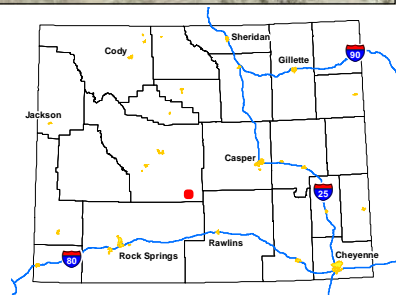 Sheridan
Cody
90
Gillette
Jackson
Casper
25
Rawlins
Rock Springs
80
Cheyenne